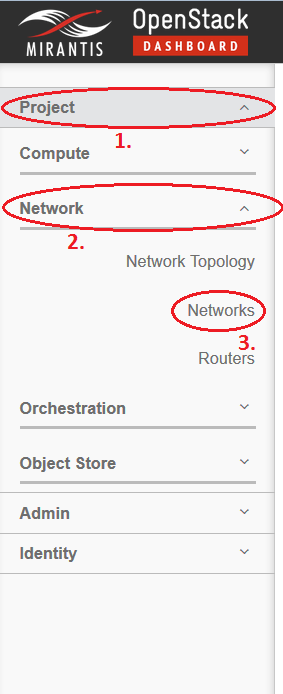 MIRANTIS
OpenStack
DASHBOARD
Project
1.
Compute
Network
2.
Network Topology
Networks
3.
Routers
Orchestration
Object Store
Admin
Identity